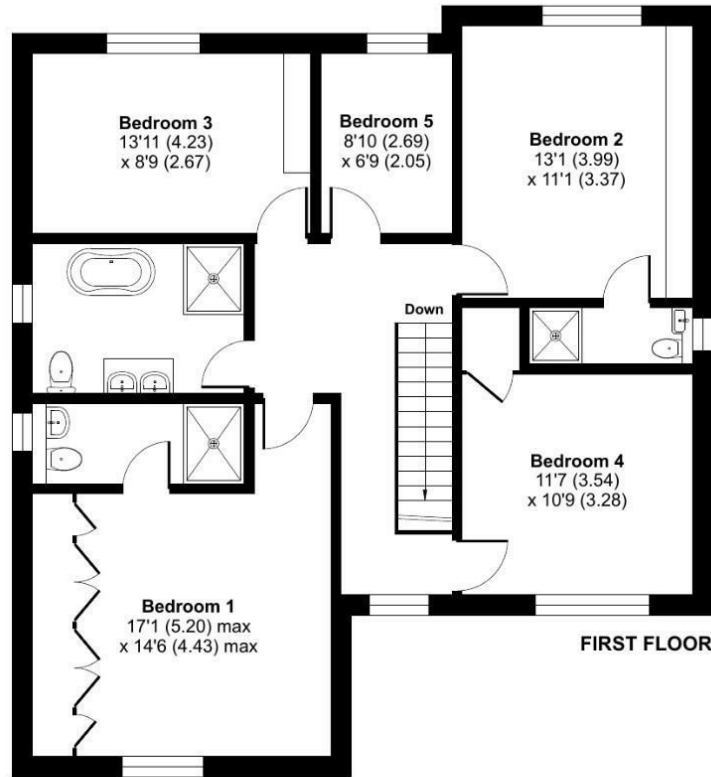 Bedroom 3
13'11 (4.23)
x 8'9 (2.67)
Bedroom 5
8'10 (2.69)
x 6'9 (2.05)
Bedroom 2
13'1 (3.99)
x 11'1 (3.37)
Down
Bedroom 4
11'7 (3.54)
x 10'9 (3.28)
Bedroom 1
17'1 (5.20) max
x 14'6 (4.43) max
FIRST FLOOR